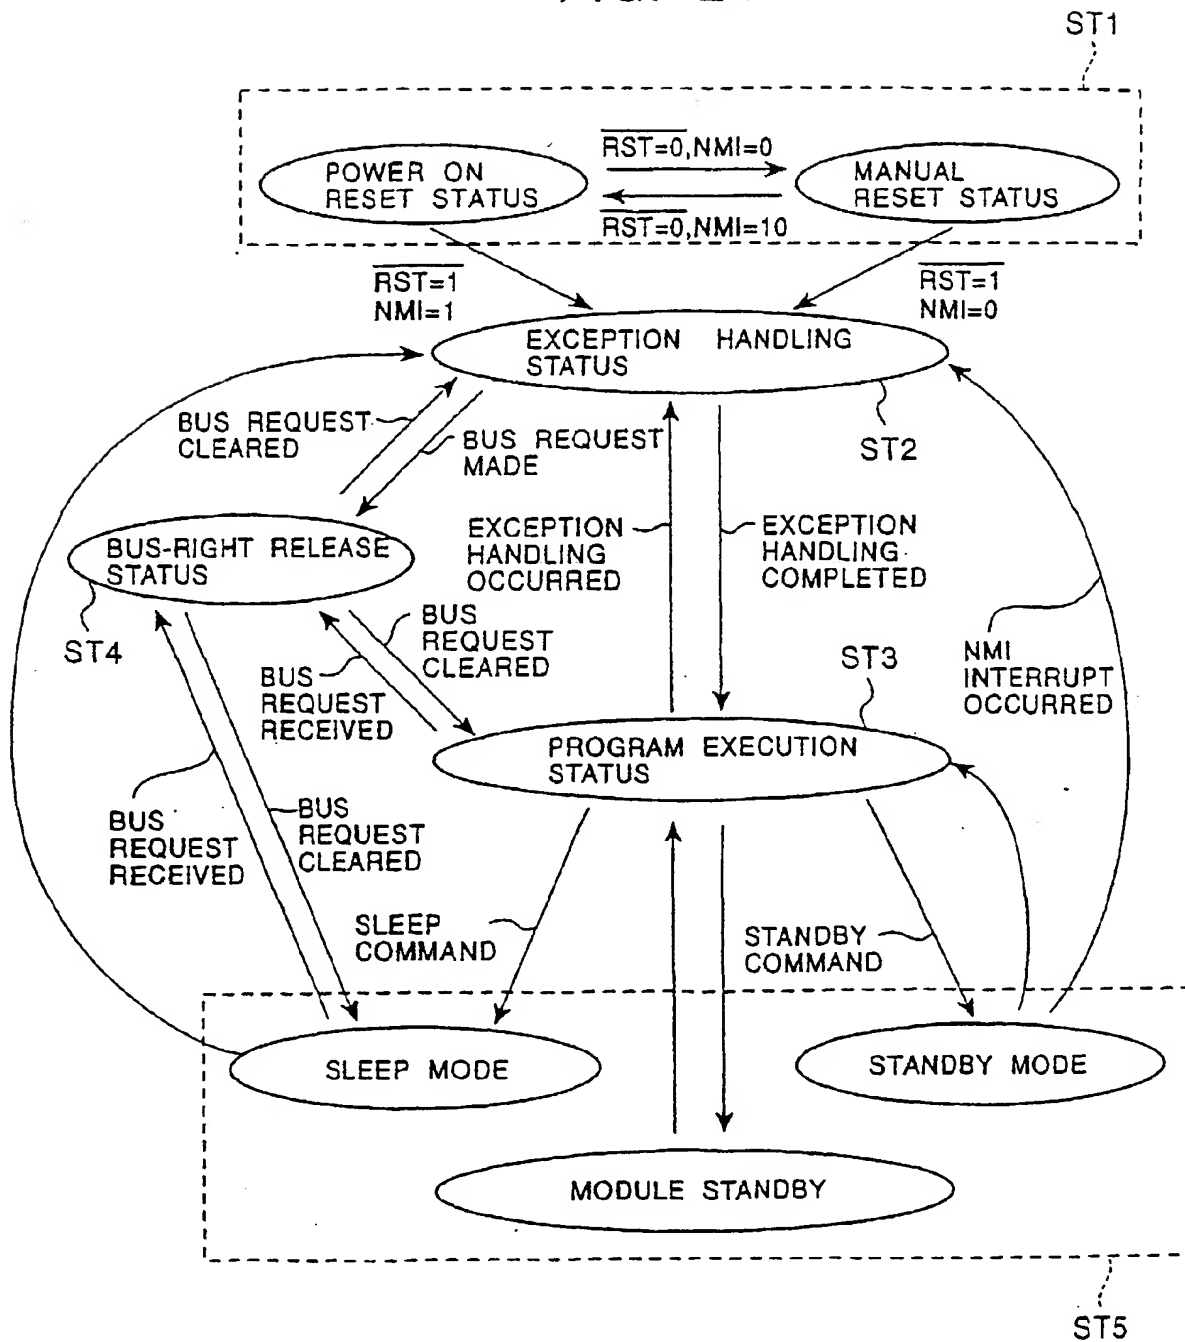 ST1
RST=0,NMI=0
POWER ON
RESET STATUS
MANUAL
RESET STATUS
RST=0,NMI=10
RST=1
NMI=1
RST=1
NMI=0
EXCEPTION HANDLING
STATUS
BUS REQUEST
CLEARED
BUS REQUEST
MADE
ST2
EXCEPTION
HANDLING
OCCURRED
EXCEPTION
HANDLING
COMPLETED
BUS-RIGHT RELEASE
STATUS
ST4
BUS
REQUEST
CLEARED
BUS
REQUEST
RECEIVED
ST3
NMI
INTERRUPT
OCCURRED
PROGRAM EXECUTION
STATUS
BUS
REQUEST
RECEIVED
BUS
REQUEST
CLEARED
SLEEP
COMMAND
STANDBY
COMMAND
SLEEP MODE
STANDBY MODE
MODULE STANDBY
ST5